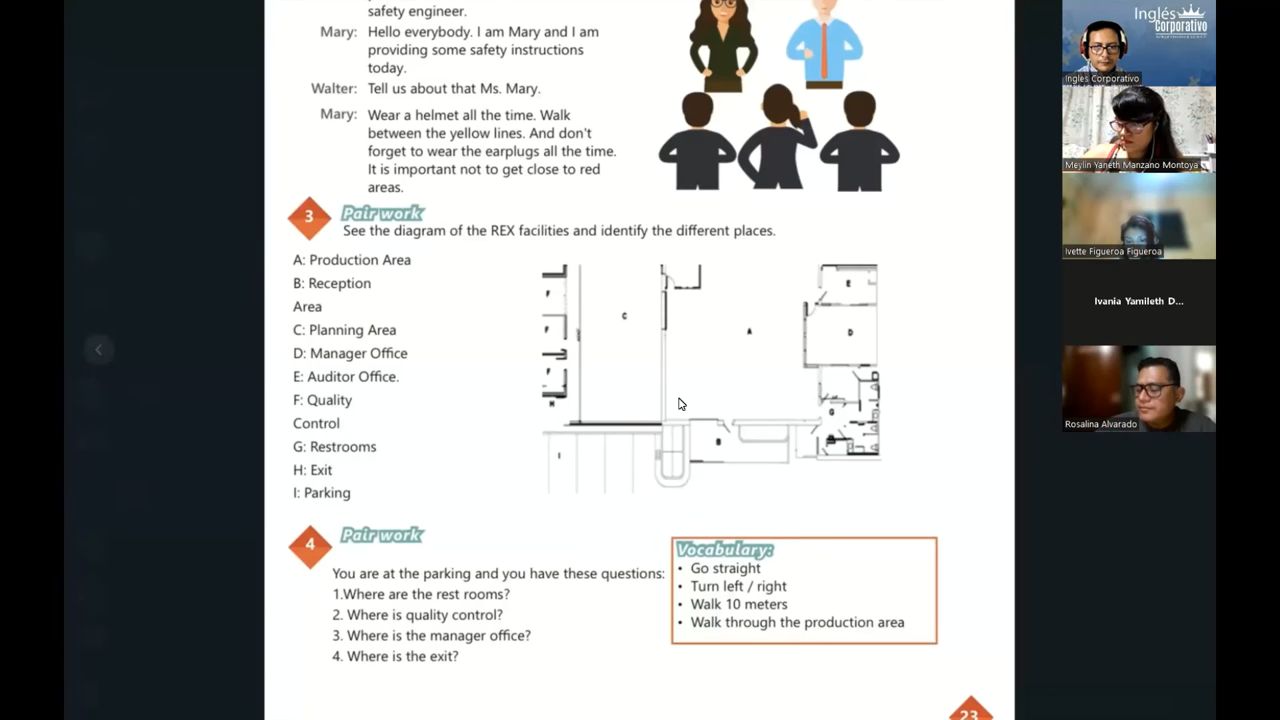 safety engineer.
Mary: Hello everybody. I am Mary and I am
providing some safety instructions
today.
Walter: Tell us about that Ms. Mary.
Mary: Wear a helmet all the time. Walk
between the yellow lines. And don't
forget to wear the earplugs all the time.
It is important not to get close to red
areas.
3 Pair work
See the diagram of the REX facilities and identify the different places.
A: Production Area
B: Reception
Area
C: Planning Area
D: Manager Office
E: Auditor Office.
F: Quality
Control
G: Restrooms
H: Exit
I: Parking
F
F
F
H
I
C
A
B
E
D
G
4 Pair work
You are at the parking and you have these questions:
1.Where are the rest rooms?
2. Where is quality control?
3. Where is the manager office?
4. Where is the exit?
Vocabulary:
• Go straight
• Turn left / right
• Walk 10 meters
• Walk through the production area
23
Inglés
Corporativo
Inglés Corporativo
Meylin Yaneth Manzano Montoya
Ivette Figueroa Figueroa
Ivania Yamileth D...
Rosalina Alvarado